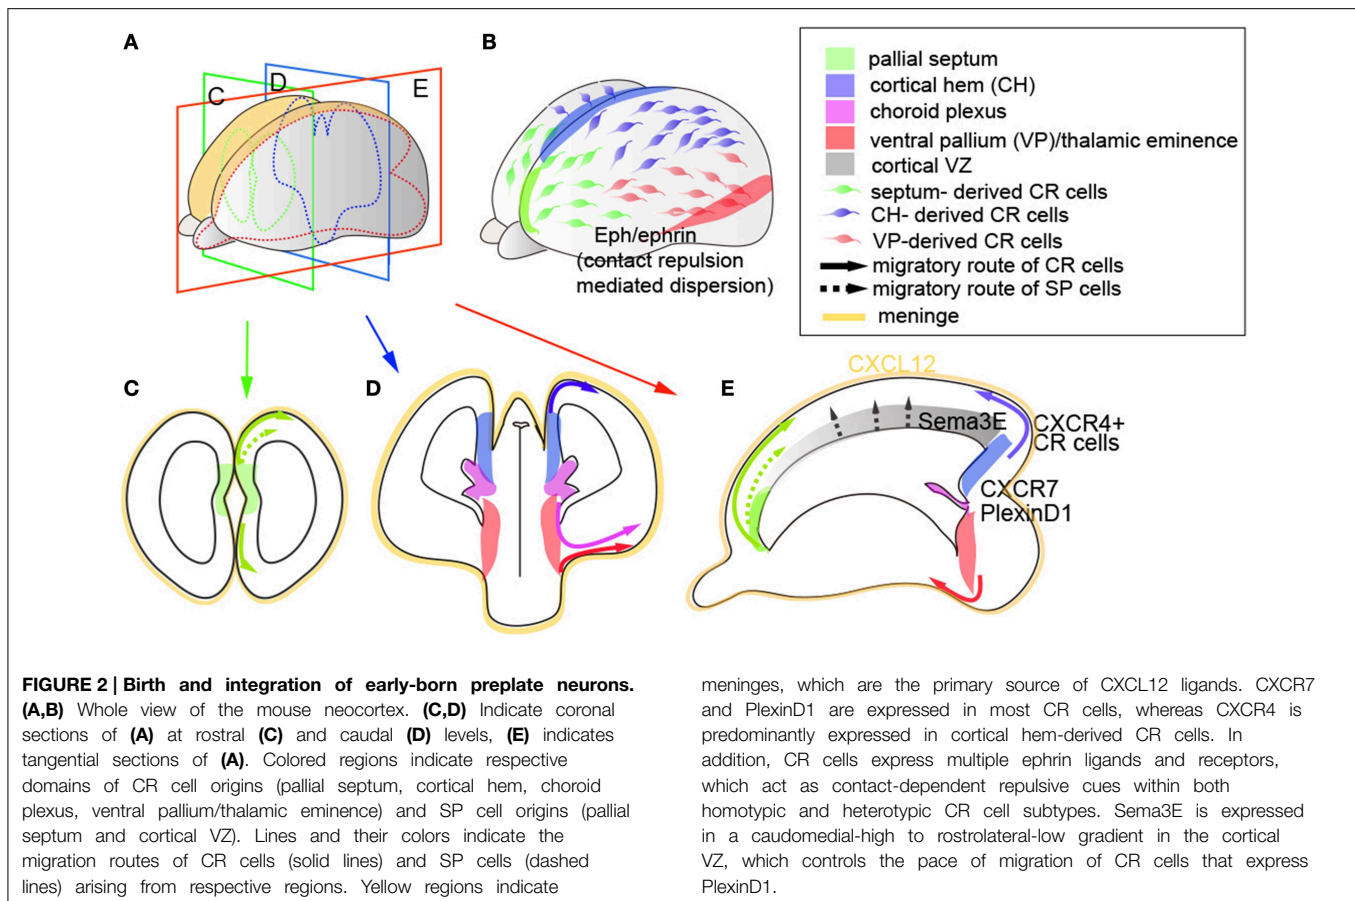 A
B
C
D
E
Eph/ephrin
(contact repulsion
mediated dispersion)
pallial septum
cortical hem (CH)
choroid plexus
ventral pallium (VP)/thalamic eminence
cortical VZ
septum- derived CR cells
CH- derived CR cells
VP-derived CR cells
migratory route of CR cells
migratory route of SP cells
meninge
C
D
E
CXCL12
Sema3E
CXCR4+
CR cells
CXCR7
PlexinD1
FIGURE 2 | Birth and integration of early-born preplate neurons.
(A,B) Whole view of the mouse neocortex. (C,D) Indicate coronal
sections of (A) at rostral (C) and caudal (D) levels, (E) indicates
tangential sections of (A). Colored regions indicate respective
domains of CR cell origins (pallial septum, cortical hem, choroid
plexus, ventral pallium/thalamic eminence) and SP cell origins (pallial
septum and cortical VZ). Lines and their colors indicate the
migration routes of CR cells (solid lines) and SP cells (dashed
lines) arising from respective regions. Yellow regions indicate
meninges, which are the primary source of CXCL12 ligands. CXCR7
and PlexinD1 are expressed in most CR cells, whereas CXCR4 is
predominantly expressed in cortical hem-derived CR cells. In
addition, CR cells express multiple ephrin ligands and receptors,
which act as contact-dependent repulsive cues within both
homotypic and heterotypic CR cell subtypes. Sema3E is expressed
in a caudomedial-high to rostrolateral-low gradient in the cortical
VZ, which controls the pace of migration of CR cells that express
PlexinD1.